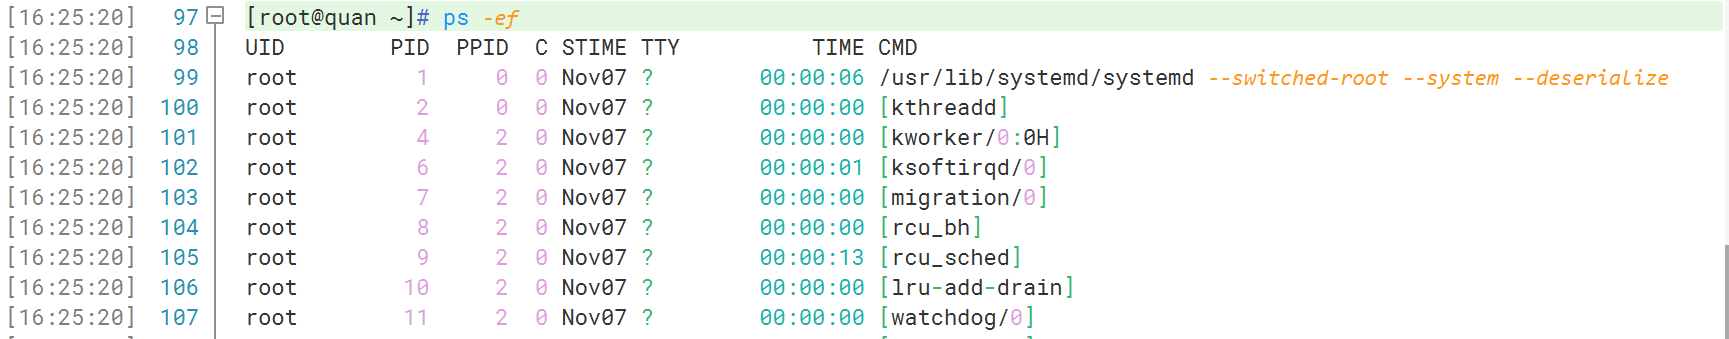 [16:25:20] 97 [root@quan ~]# ps -ef
[16:25:20] 98 UID PID PPID C STIME TTY TIME CMD
[16:25:20] 99 root 1 0 0 Nov07 ? 00:00:06 /usr/lib/systemd/systemd --switched-root --system --deserialize
[16:25:20] 100 root 2 0 0 Nov07 ? 00:00:00 [kthreadd]
[16:25:20] 101 root 4 2 0 Nov07 ? 00:00:00 [kworker/0:0H]
[16:25:20] 102 root 6 2 0 Nov07 ? 00:00:01 [ksoftirqd/0]
[16:25:20] 103 root 7 2 0 Nov07 ? 00:00:00 [migration/0]
[16:25:20] 104 root 8 2 0 Nov07 ? 00:00:00 [rcu_bh]
[16:25:20] 105 root 9 2 0 Nov07 ? 00:00:13 [rcu_sched]
[16:25:20] 106 root 10 2 0 Nov07 ? 00:00:00 [lru-add-drain]
[16:25:20] 107 root 11 2 0 Nov07 ? 00:00:00 [watchdog/0]